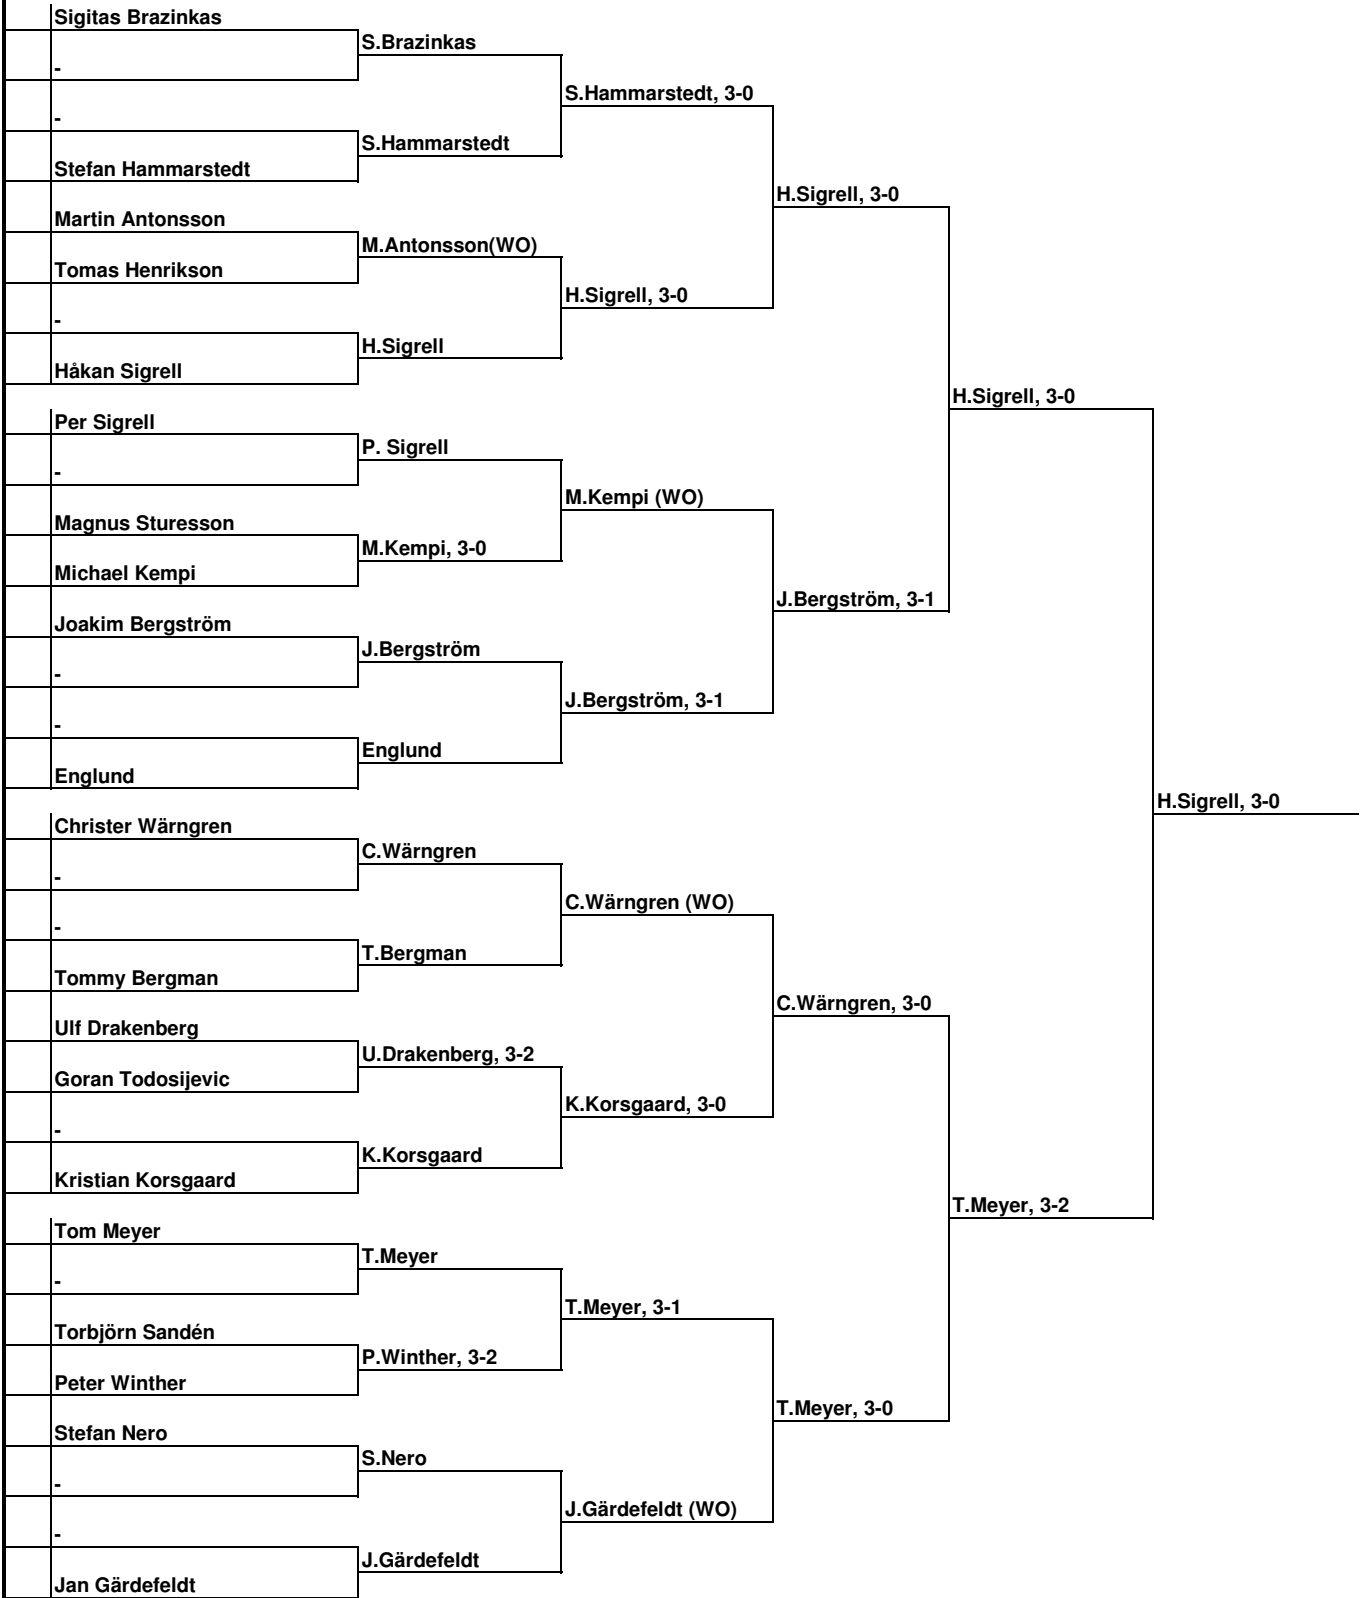 Sigitas Brazinkas
S.Brazinkas
-
S.Hammarstedt, 3-0
-
S.Hammarstedt
Stefan Hammarstedt
H.Sigrell, 3-0
Martin Antonsson
M.Antonsson(WO)
Tomas Henrikson
H.Sigrell, 3-0
-
H.Sigrell
Håkan Sigrell
H.Sigrell, 3-0
Per Sigrell
P. Sigrell
-
M.Kempi (WO)
Magnus Sturesson
M.Kempi, 3-0
Michael Kempi
J.Bergström, 3-1
Joakim Bergström
J.Bergström
-
J.Bergström, 3-1
-
Englund
Englund
H.Sigrell, 3-0
Christer Wärngren
C.Wärngren
-
C.Wärngren (WO)
-
T.Bergman
Tommy Bergman
C.Wärngren, 3-0
Ulf Drakenberg
U.Drakenberg, 3-2
Goran Todosijevic
K.Korsgaard, 3-0
-
K.Korsgaard
Kristian Korsgaard
T.Meyer, 3-2
Tom Meyer
T.Meyer
-
T.Meyer, 3-1
Torbjörn Sandén
P.Winther, 3-2
Peter Winther
T.Meyer, 3-0
Stefan Nero
S.Nero
-
J.Gärdefeldt (WO)
-
J.Gärdefeldt
Jan Gärdefeldt